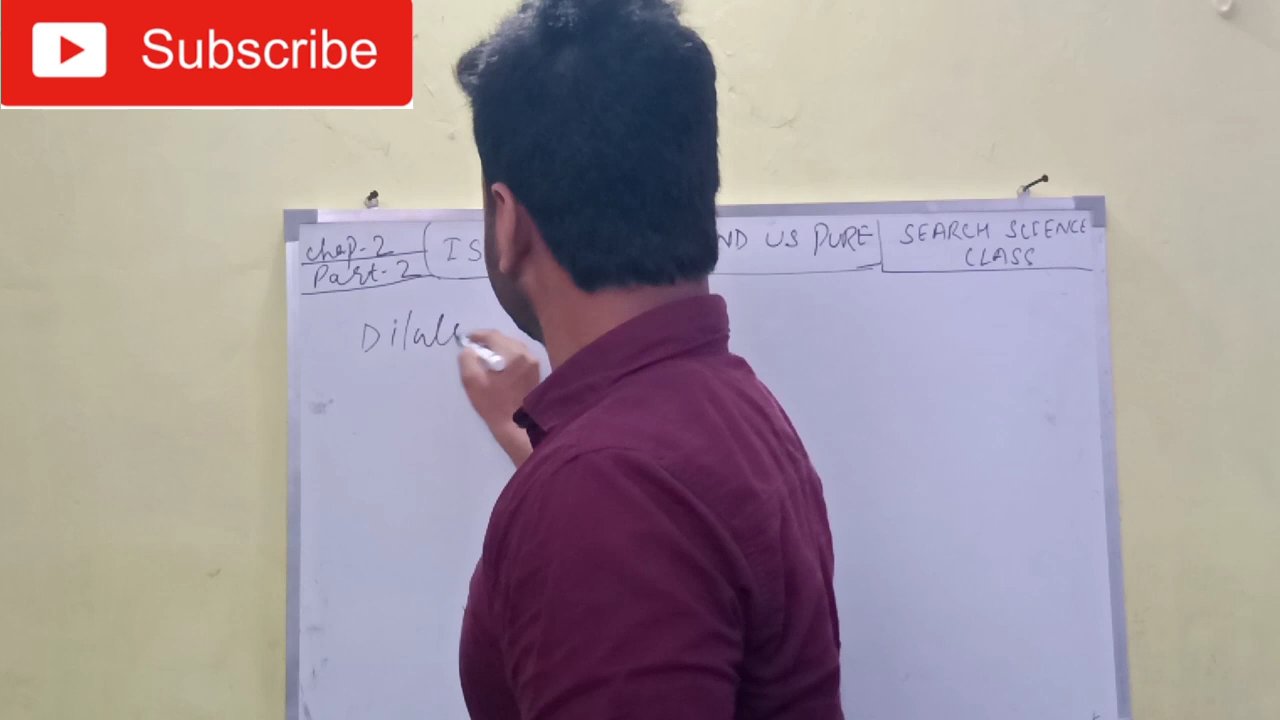 Subscribe
Chap-2
Part-2
IS ND US PURE
SEARCH SCIENCE
CLASS